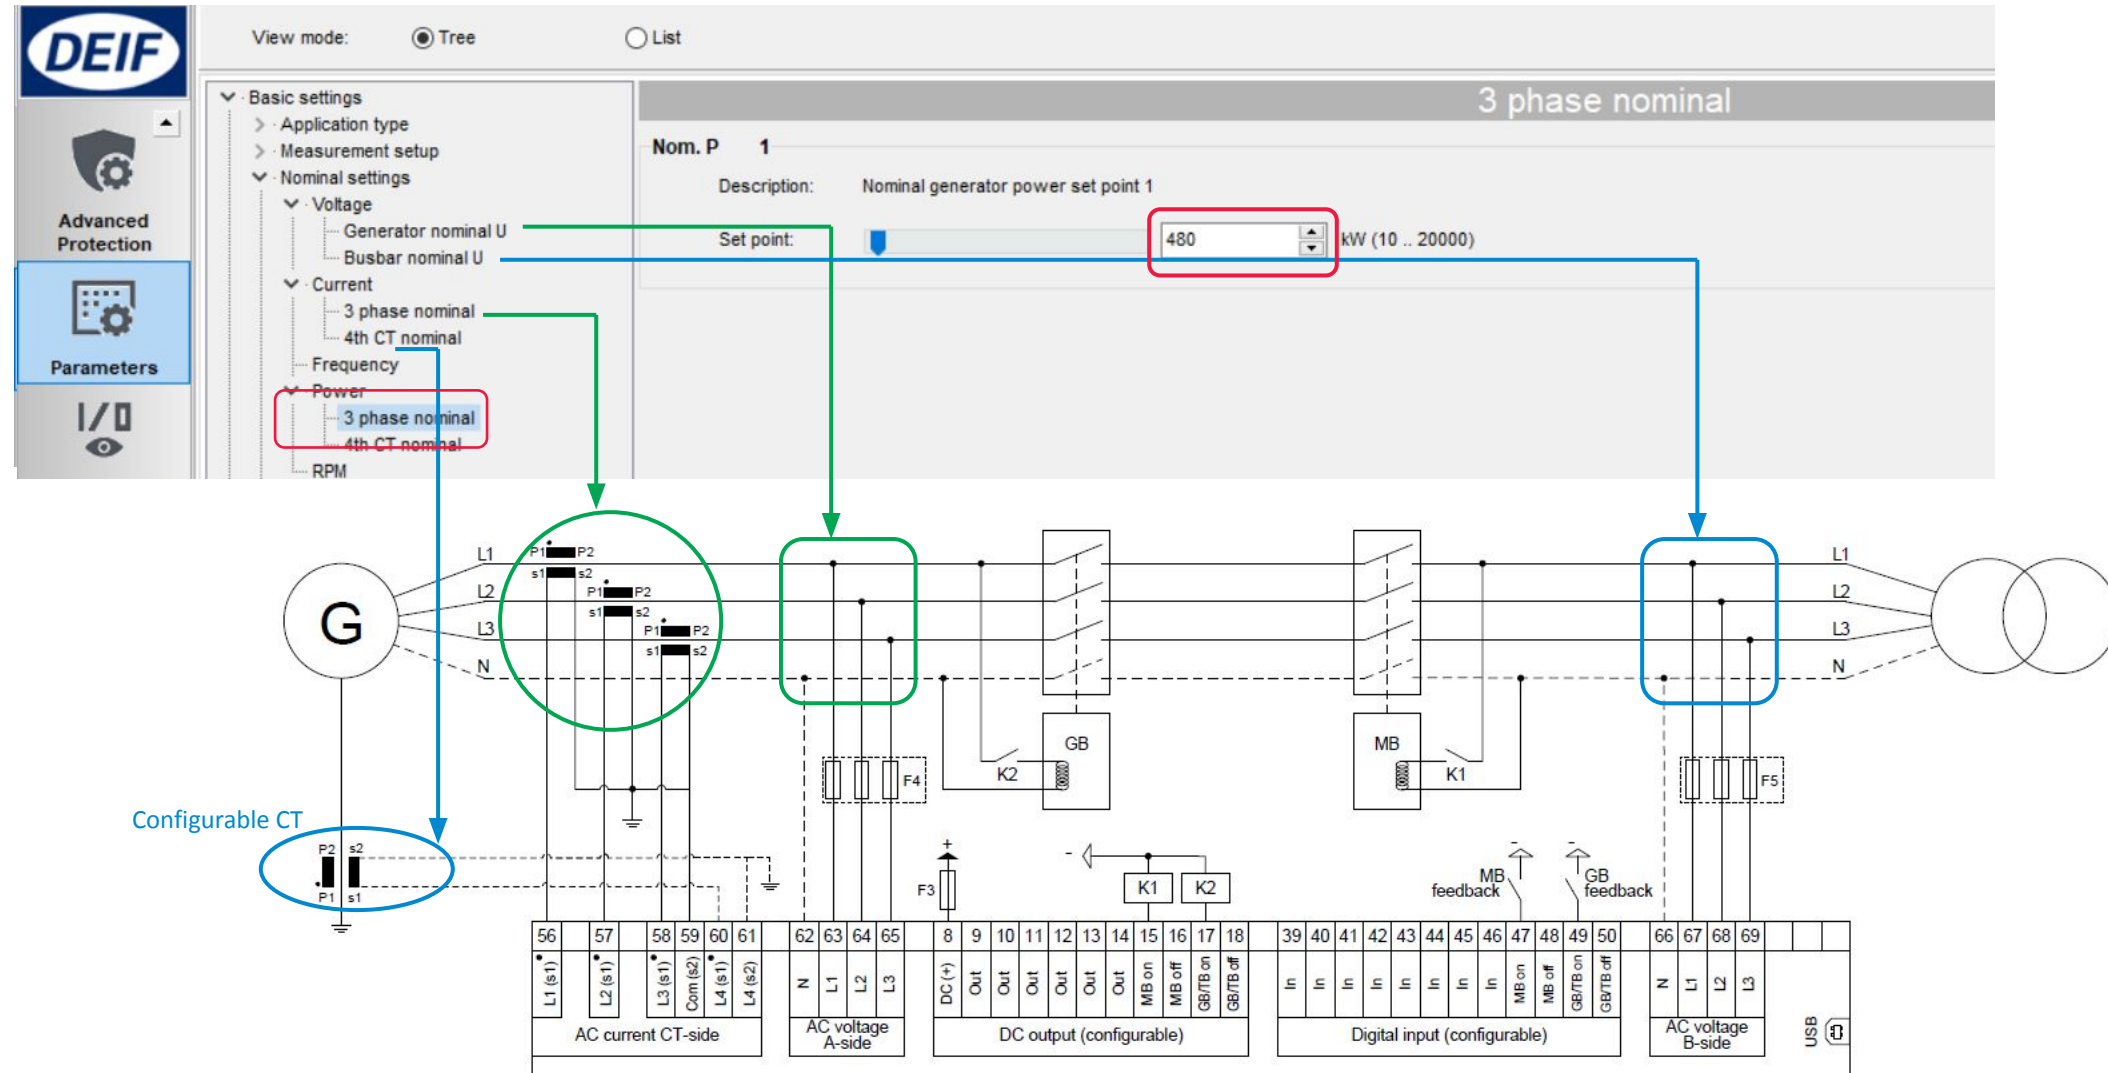 DEIF
View mode: Tree List
Basic settings
Application type
Measurement setup
Nominal settings
Voltage
Generator nominal U
Busbar nominal U
Current
3 phase nominal
4th CT nominal
Frequency
Power
3 phase nominal
4th CT nominal
RPM
Advanced
Protection
Parameters
3 phase nominal
Nom. P 1
Description: Nominal generator power set point 1
Set point: 480 kW (10 .. 20000)
L1
L2
L3
N
G
P1 P2
s1 s2
P1 P2
s1 s2
P1 P2
s1 s2
L1
L2
L3
N
GB
K2
MB
K1
F4
F5
Configurable CT
P2 s2
P1 s1
+
F3
-
K1 K2
-
MB
feedback
-
GB
feedback
56 57 58 59 60 61 62 63 64 65 8 9 10 11 12 13 14 15 16 17 18 39 40 41 42 43 44 45 46 47 48 49 50 66 67 68 69
L1 (s1) L2 (s1) L3 (s1) Com (s2) L4 (s1) L4 (s2) N L1 L2 L3 DC (+) Out Out Out Out Out Out MB on MB off GB/TB on GB/TB off In In In In In In In In MB on MB off GB/TB on GB/TB off N L1 L2 L3
AC current CT-side
AC voltage
A-side
DC output (configurable)
Digital input (configurable)
AC voltage
B-side
USB